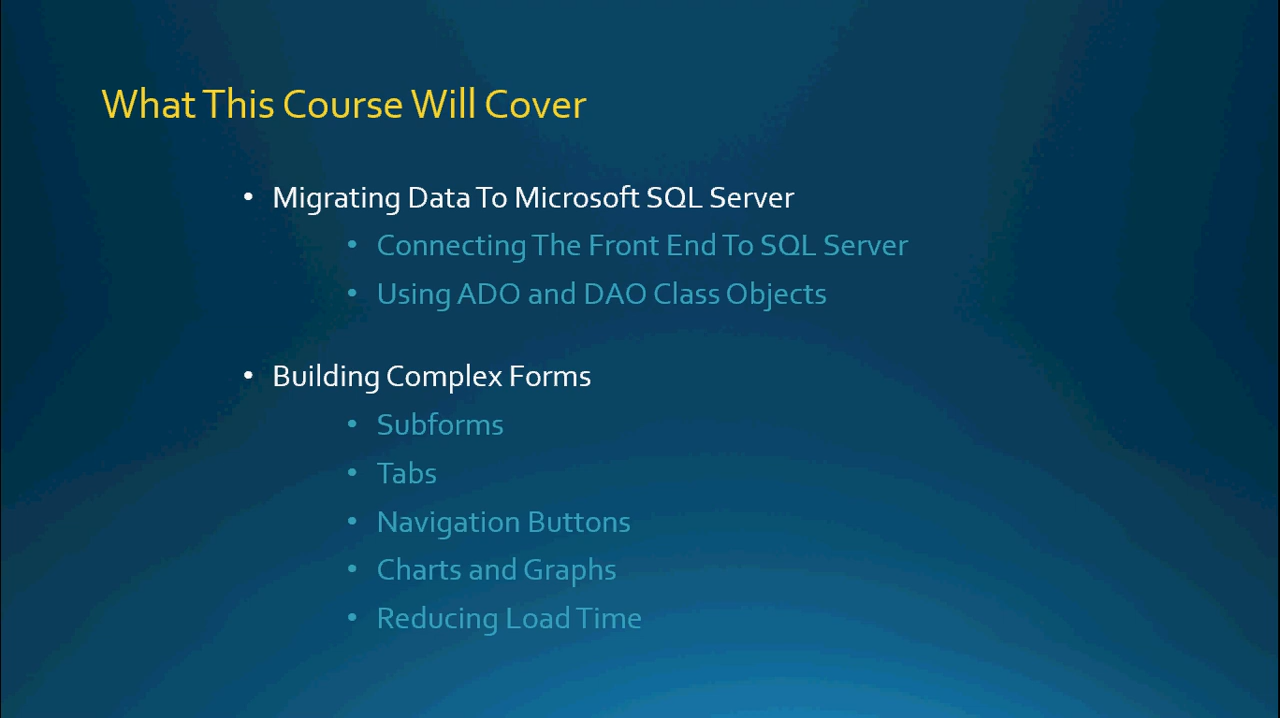 What This Course Will Cover
• Migrating Data To Microsoft SQL Server
• Connecting The Front End To SQL Server
• Using ADO and DAO Class Objects
• Building Complex Forms
• Subforms
• Tabs
• Navigation Buttons
• Charts and Graphs
• Reducing Load Time